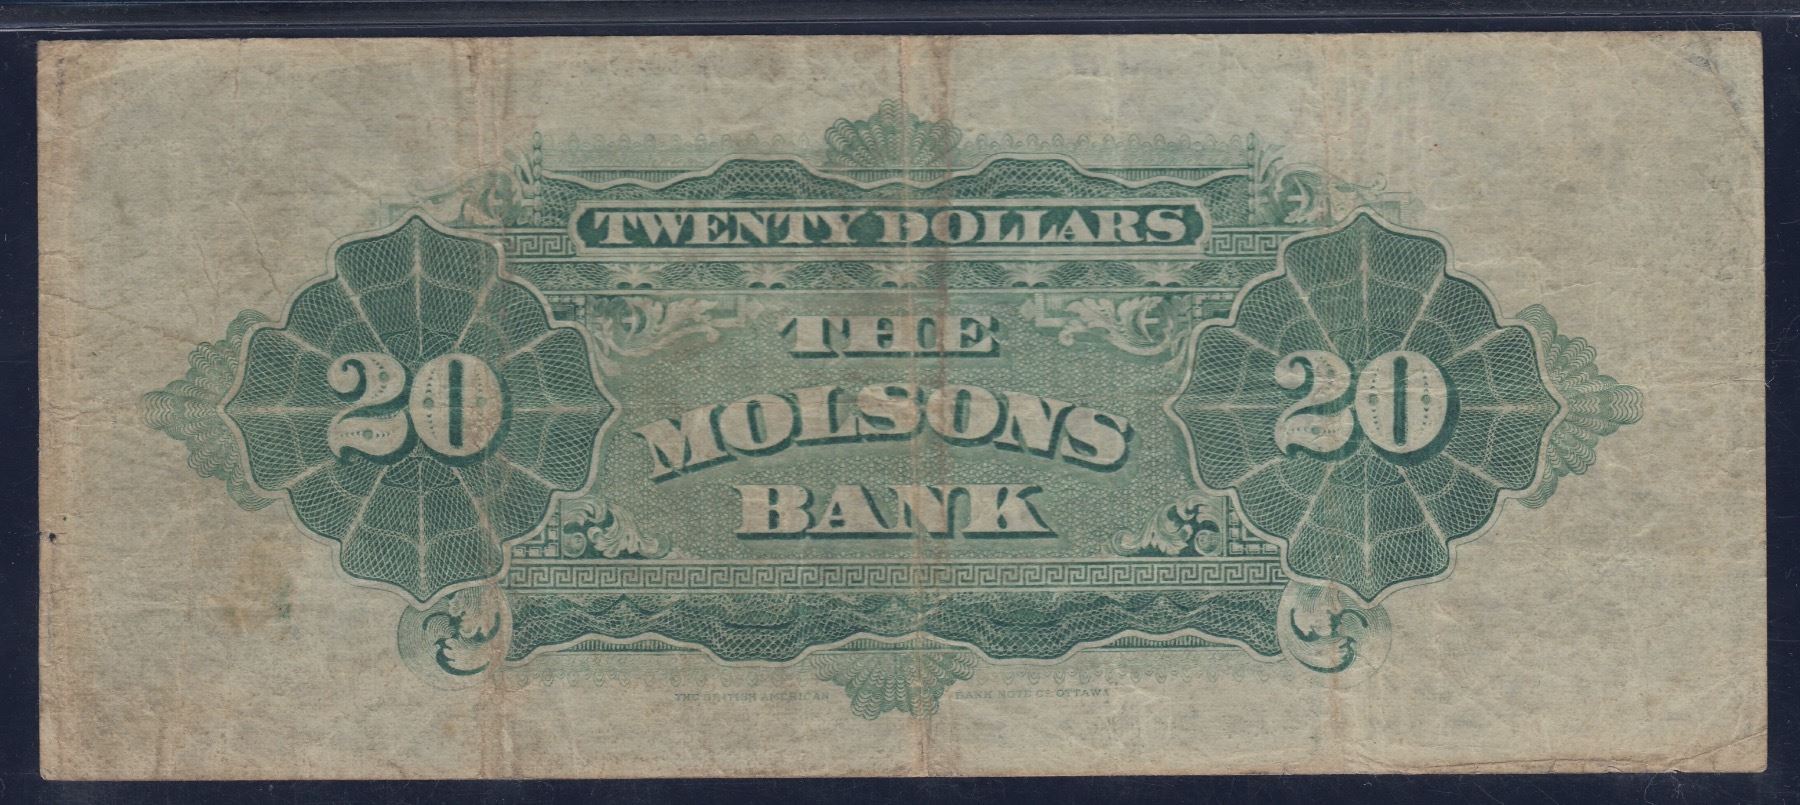 TWENTY DOLLARS
THE
MOLSONS
BANK
20
20
THE BRITISH AMERICAN BANK NOTE CO. OTTAWA